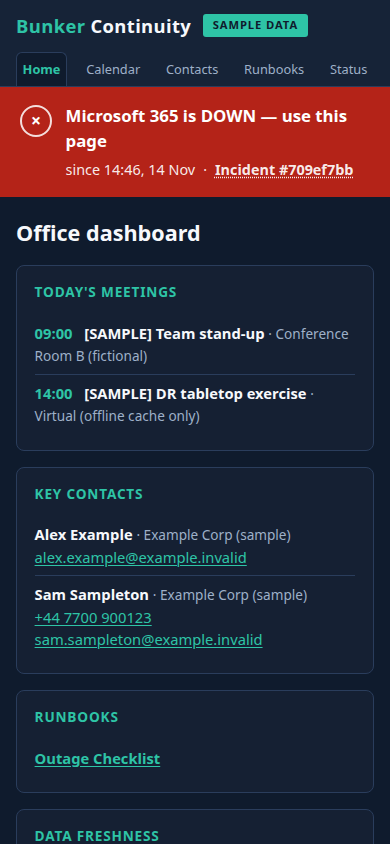 Bunker Continuity SAMPLE DATA
Home Calendar Contacts Runbooks Status
× Microsoft 365 is DOWN — use this
page
since 14:46, 14 Nov · Incident #709ef7bb
Office dashboard
TODAY'S MEETINGS
09:00 [SAMPLE] Team stand-up · Conference
Room B (fictional)
14:00 [SAMPLE] DR tabletop exercise ·
Virtual (offline cache only)
KEY CONTACTS
Alex Example · Example Corp (sample)
alex.example@example.invalid
Sam Sampleton · Example Corp (sample)
+44 7700 900123
sam.sampleton@example.invalid
RUNBOOKS
Outage Checklist
DATA FRESHNESS